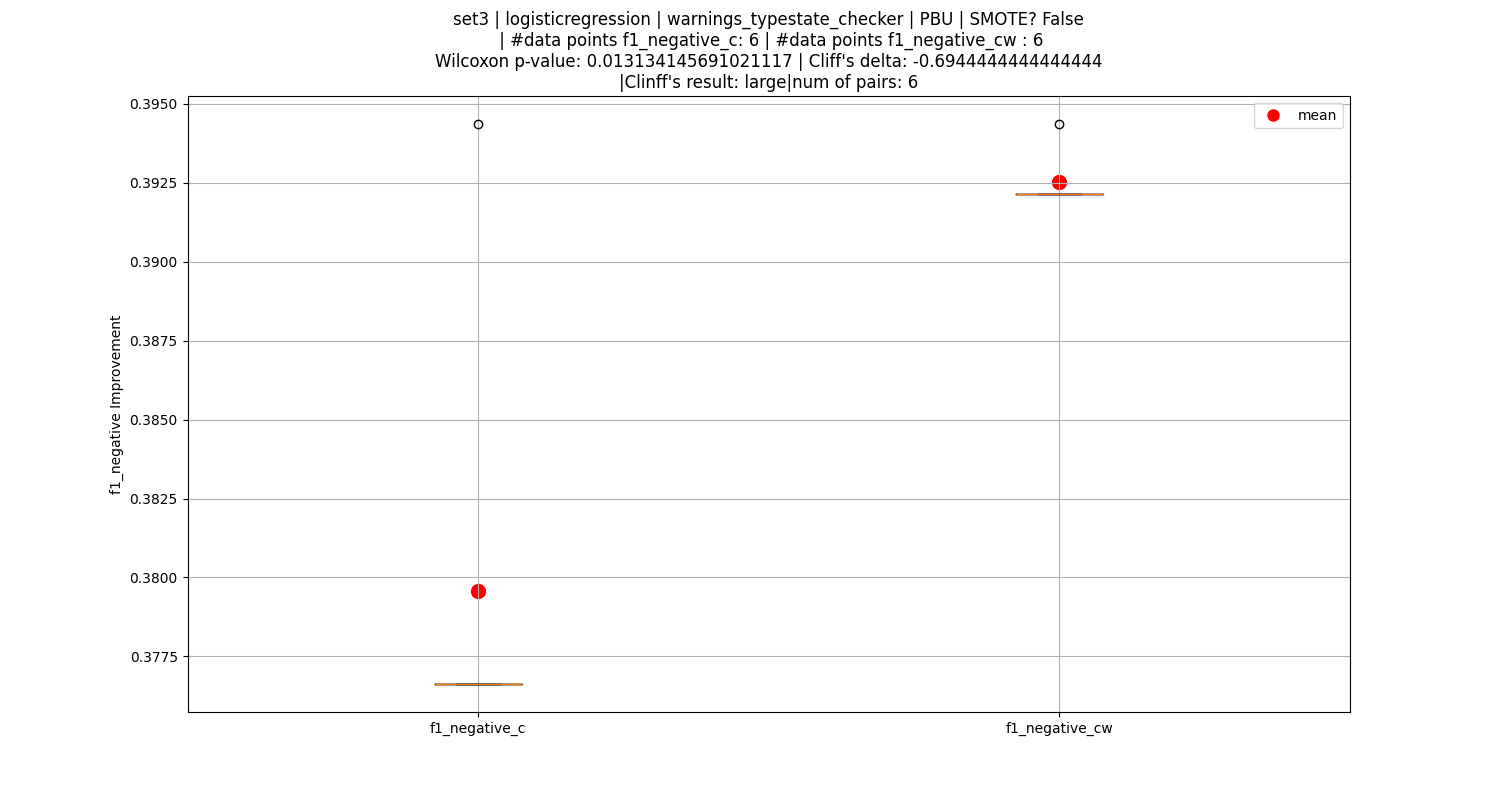 set3 | logisticregression | warnings_typestate_checker | PBU | SMOTE? False
| #data points f1_negative_c: 6 | #data points f1_negative_cw : 6
Wilcoxon p-value: 0.013134145691021117 | Cliff's delta: -0.6944444444444444
|Clinff's result: large|num of pairs: 6
mean
0.3950
0.3925
0.3900
0.3875
0.3850
0.3825
0.3800
0.3775
f1_negative Improvement
f1_negative_c
f1_negative_cw